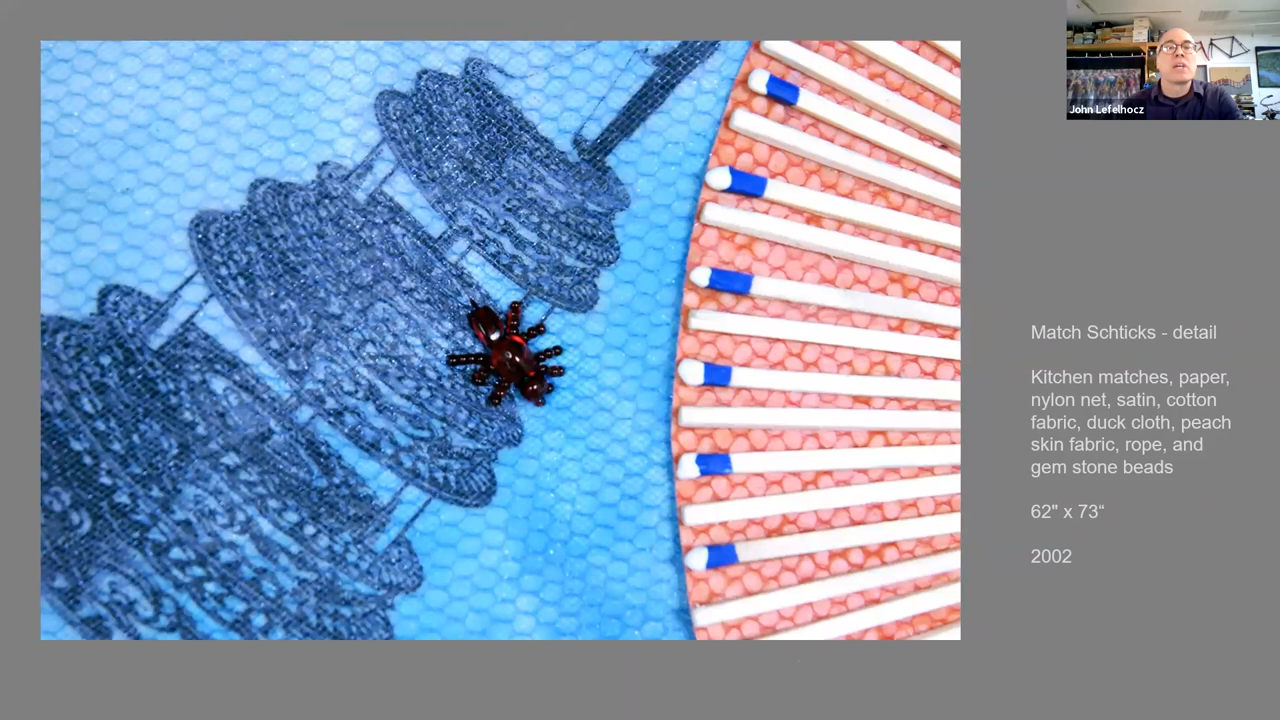 John Lefelhocz
Match Schticks - detail
Kitchen matches, paper,
nylon net, satin, cotton
fabric, duck cloth, peach
skin fabric, rope, and
gem stone beads
62" x 73“
2002